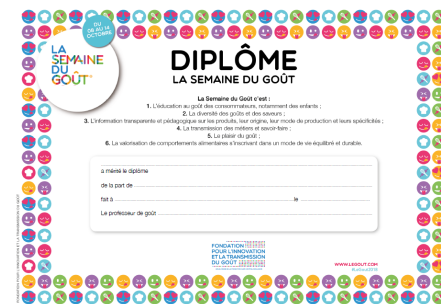 DU
08 AU 14
OCTOBRE
LA
SEMAINE
DU
GOÛT
DIPLÔME
LA SEMAINE DU GOÛT
La Semaine du Goût c'est :
1. L'éducation au goût des consommateurs, notamment des enfants ;
2. La diversité des goûts et des saveurs ;
3. L'information transparente et pédagogique sur les produits, leur origine, leur mode de production et leurs spécificités ;
4. La transmission des métiers et savoir-faire ;
5. Le plaisir du goût ;
6. La valorisation de comportements alimentaires s'inscrivant dans un mode de vie équilibré et durable.
a mérité le diplôme
de la part de
fait à le
Le professeur de goût
FONDATION
POUR L'INNOVATION
ET LA TRANSMISSION
DU GOÛT
WWW.LEGOUT.COM